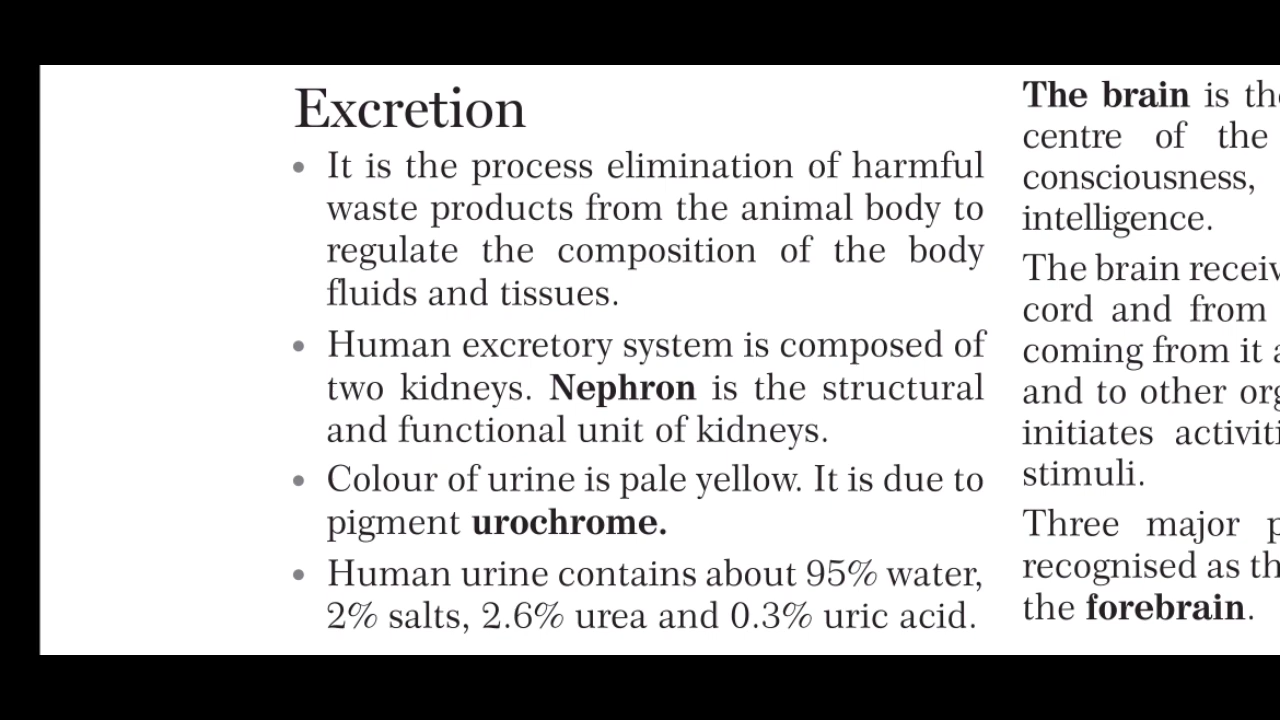 Excretion
• It is the process elimination of harmful
waste products from the animal body to
regulate the composition of the body
fluids and tissues.
• Human excretory system is composed of
two kidneys. Nephron is the structural
and functional unit of kidneys.
• Colour of urine is pale yellow. It is due to
pigment urochrome.
• Human urine contains about 95% water,
2% salts, 2.6% urea and 0.3% uric acid.
The brain is
centre of the
consciousness,
intelligence.
The brain
cord and from
coming from it
and to other
initiates
stimuli.
Three major
recognised as
the forebrain.